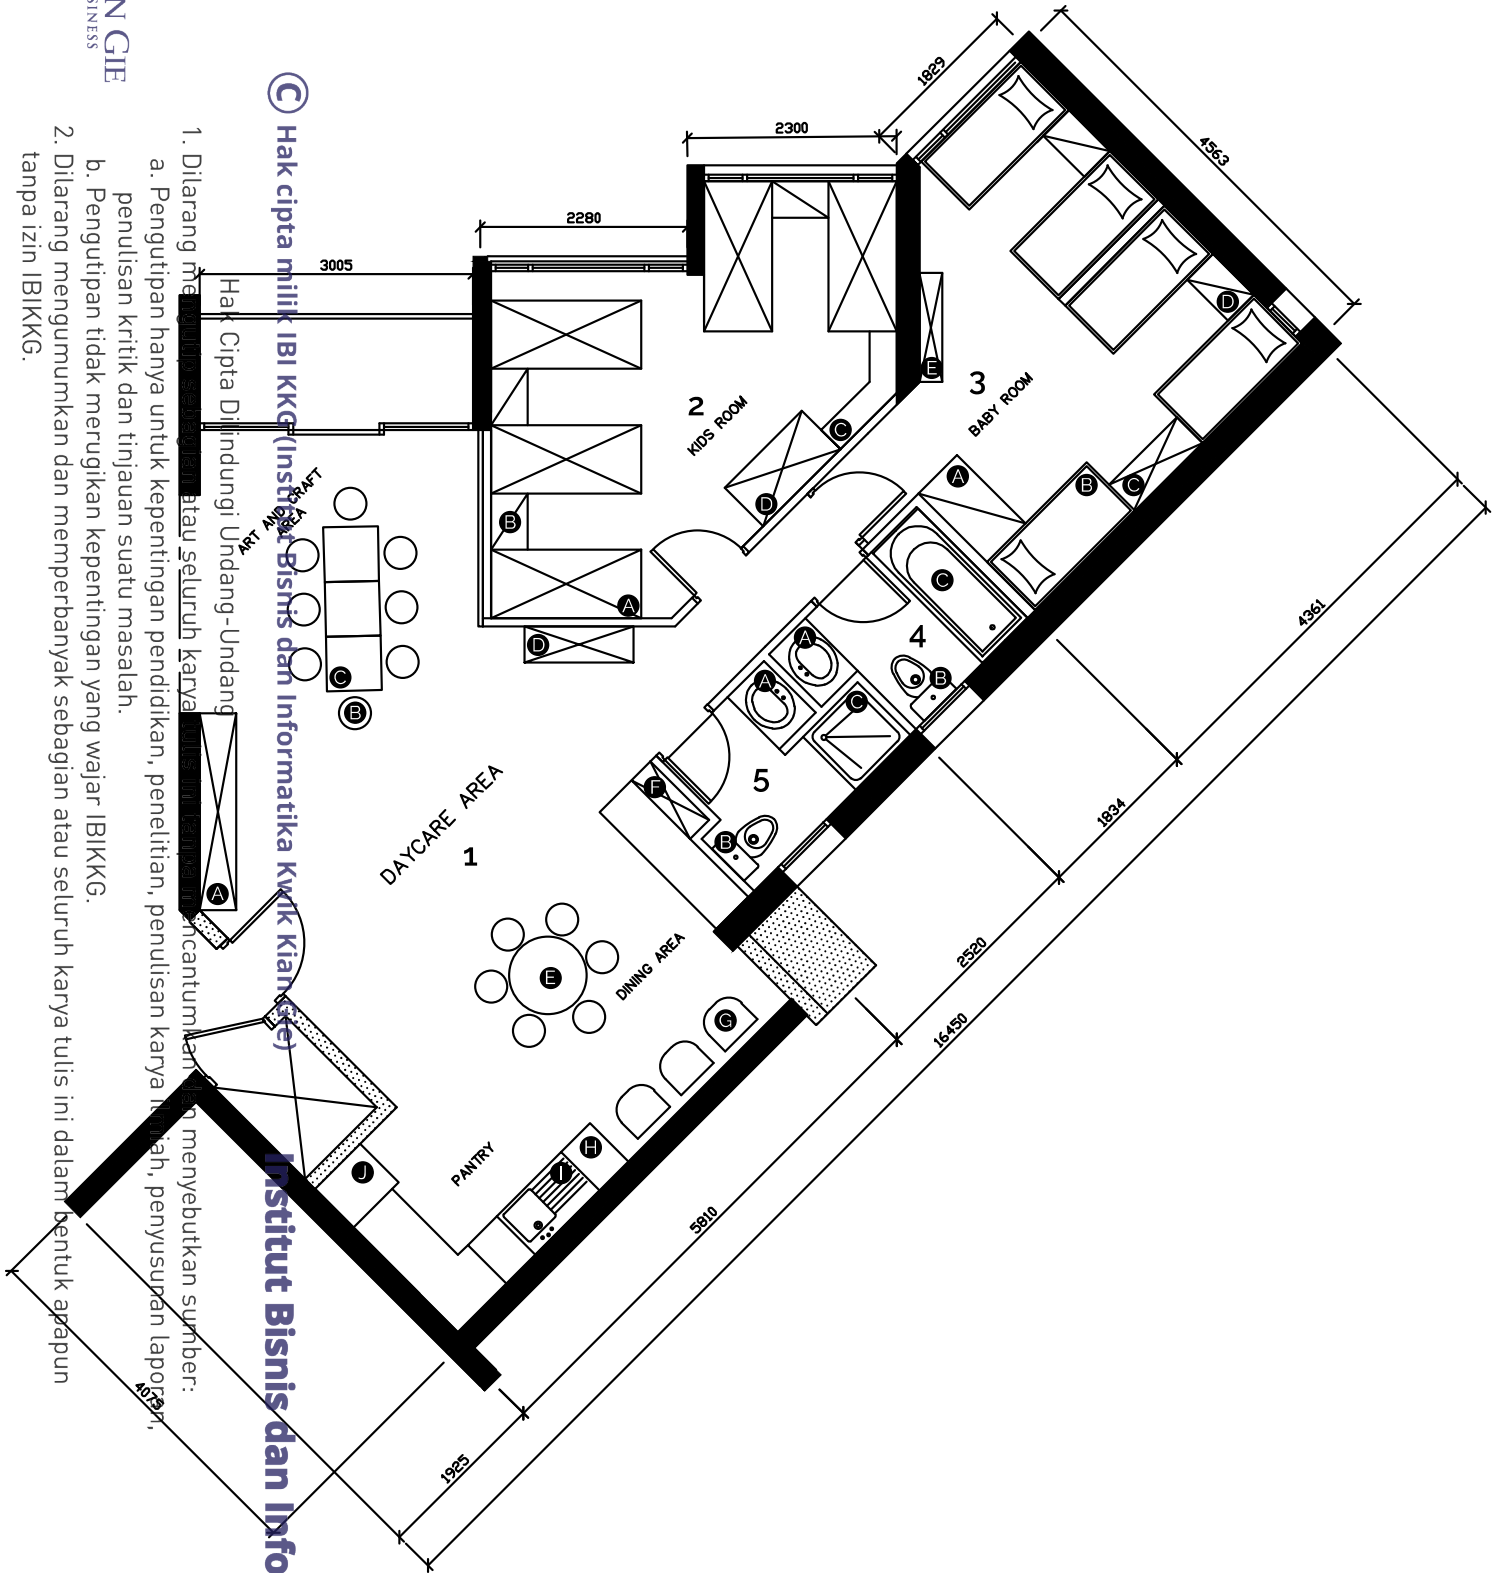 N GIE
SINESS
© Hak cipta milik IBI KKG (Institut Bisnis dan Informatika Kwik Kian Gie)
Institut Bisnis dan Info
Hak Cipta Dilindungi Undang-Undang
1. Dilarang mengutip sebagian atau seluruh karya tulis ini tanpa mencantumkan dan menyebutkan sumber:
a. Pengutipan hanya untuk kepentingan pendidikan, penelitian, penulisan karya ilmiah, penyusunan laporan,
penulisan kritik dan tinjauan suatu masalah.
b. Pengutipan tidak merugikan kepentingan yang wajar IBIKKG.
2. Dilarang mengumumkan dan memperbanyak sebagian atau seluruh karya tulis ini dalam bentuk apapun
tanpa izin IBIKKG.
1829
4563
2300
2280
3005
D
E
3
BABY ROOM
2
KIDS ROOM
C
D
A
B
C
B
A
D
ART AND CRAFT
AREA
C
B
C
4
A
B
A
C
5
F
B
DAYCARE AREA
1
A
E
DINING AREA
G
H
I
J
PANTRY
4361
1834
2520
16450
5810
1925
4075